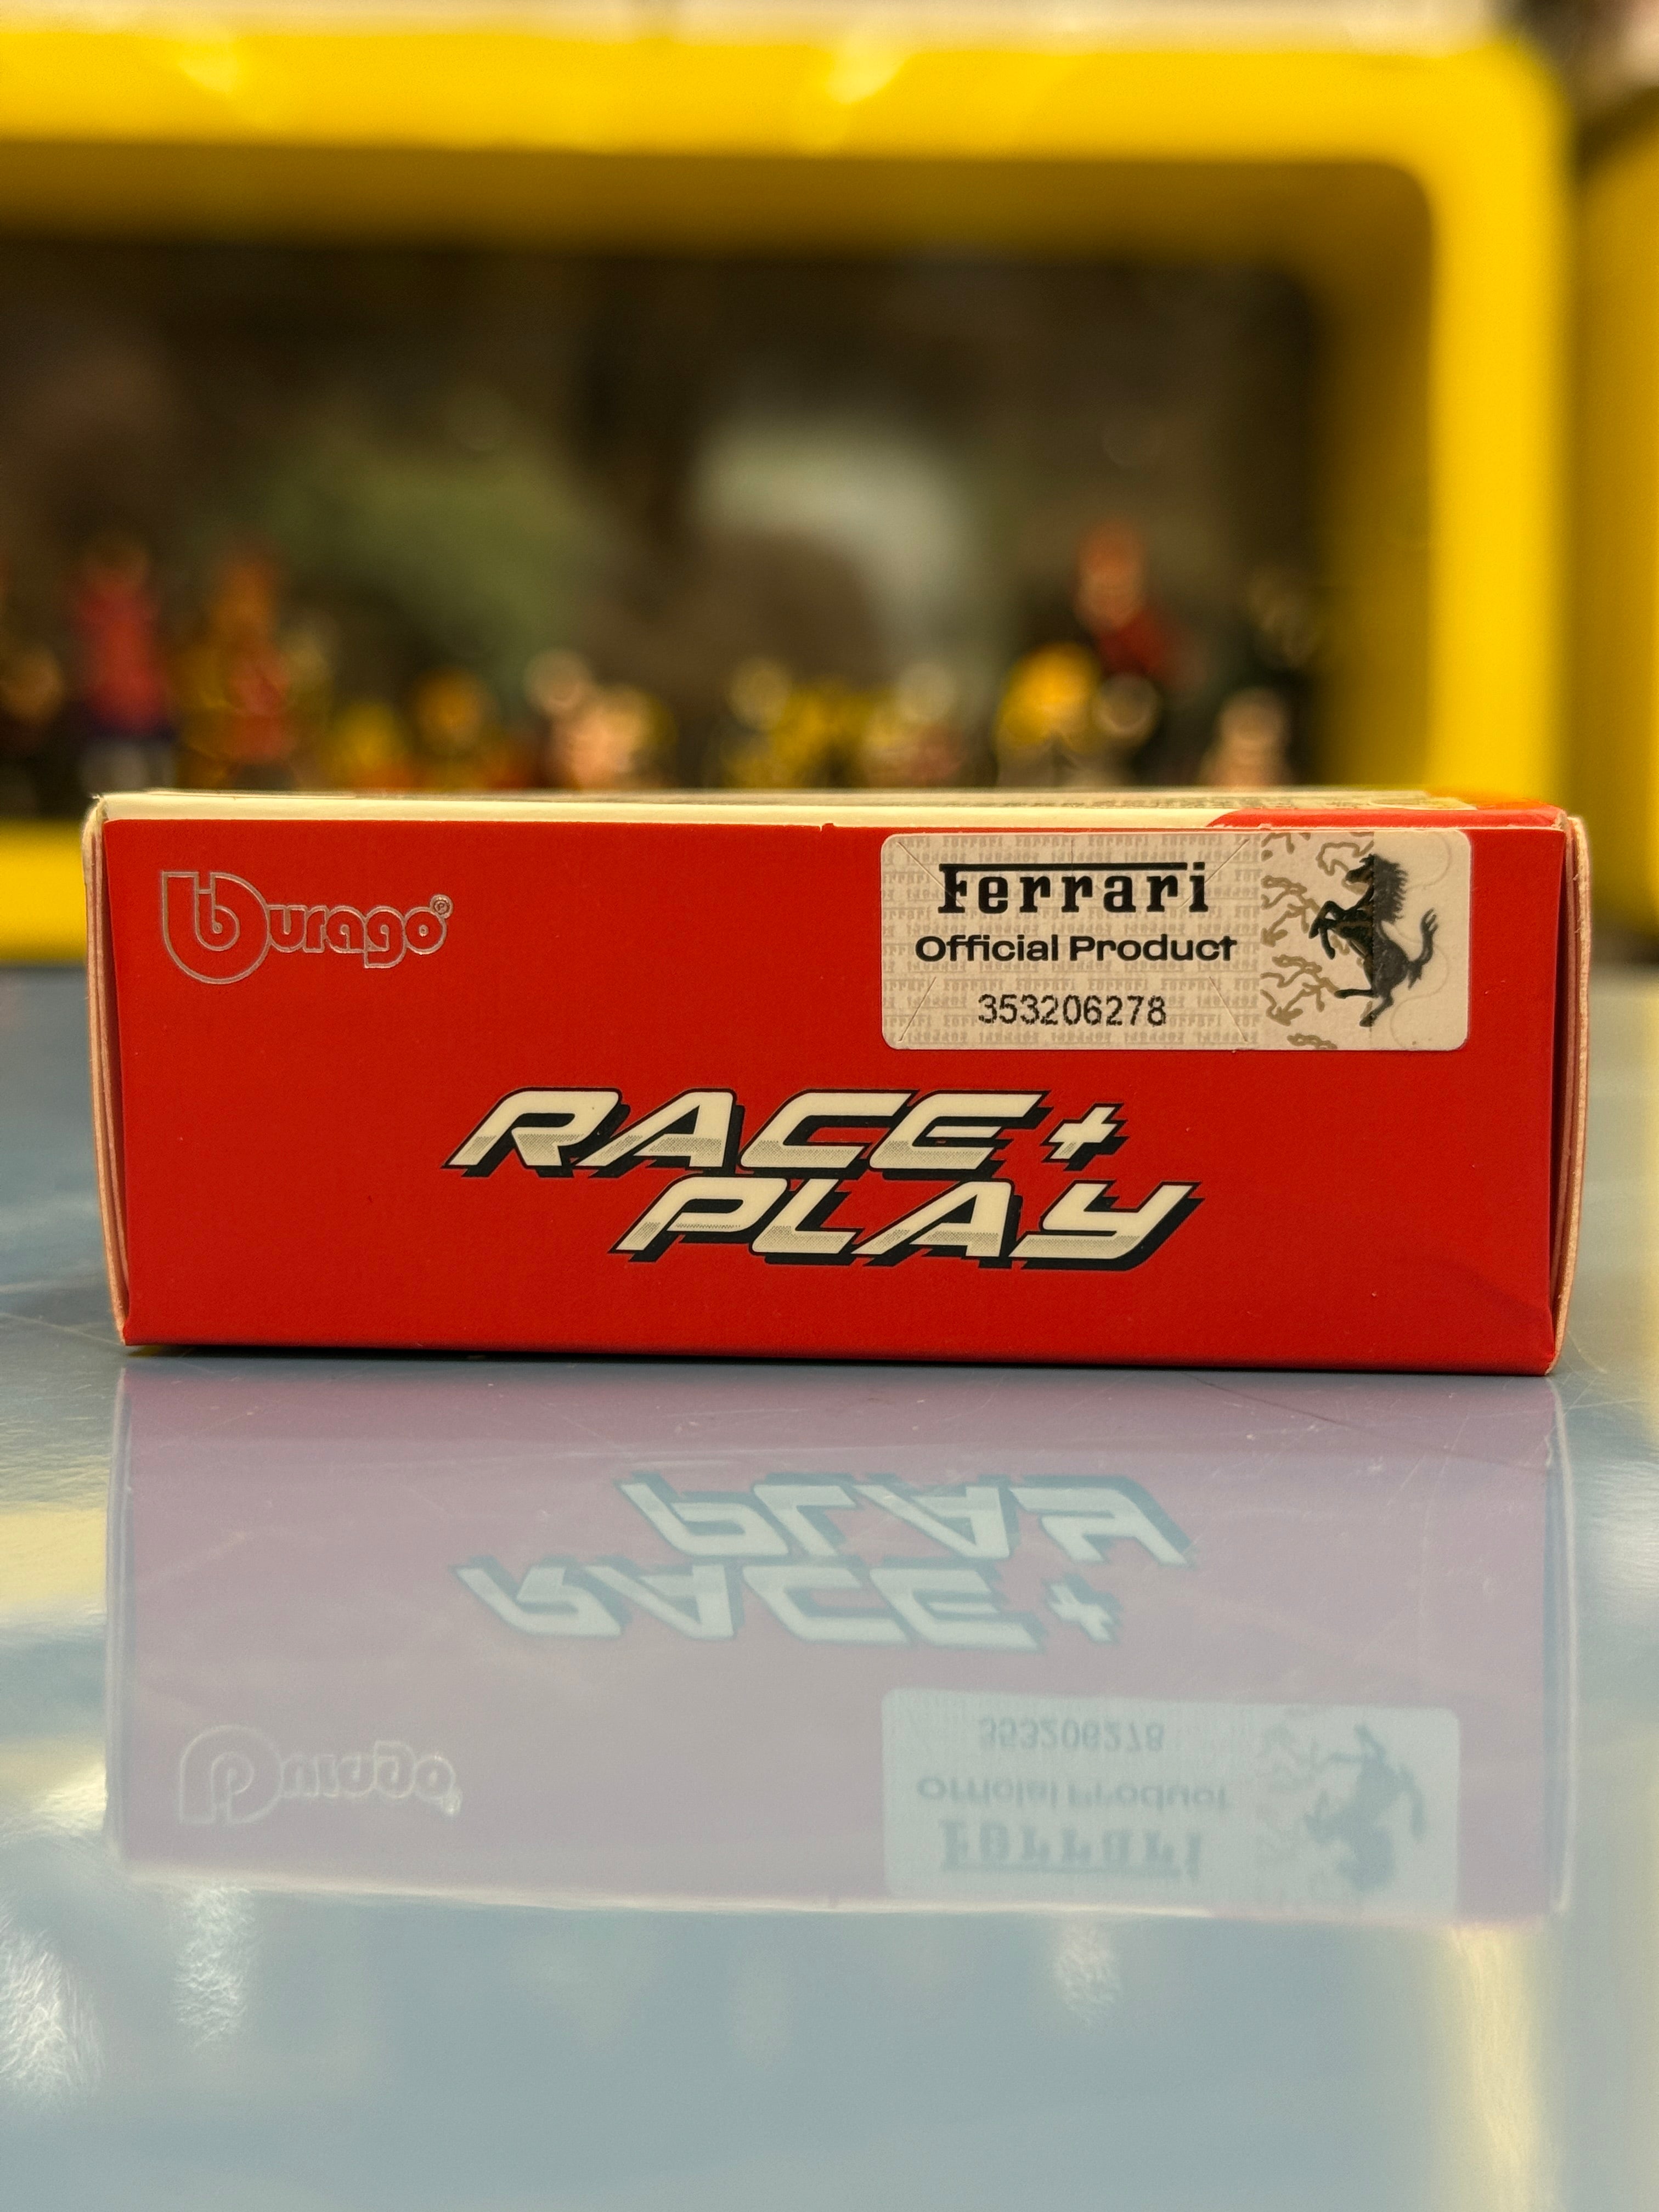 burago®
Ferrari
Official Product
353206278
RACE+
PLAY